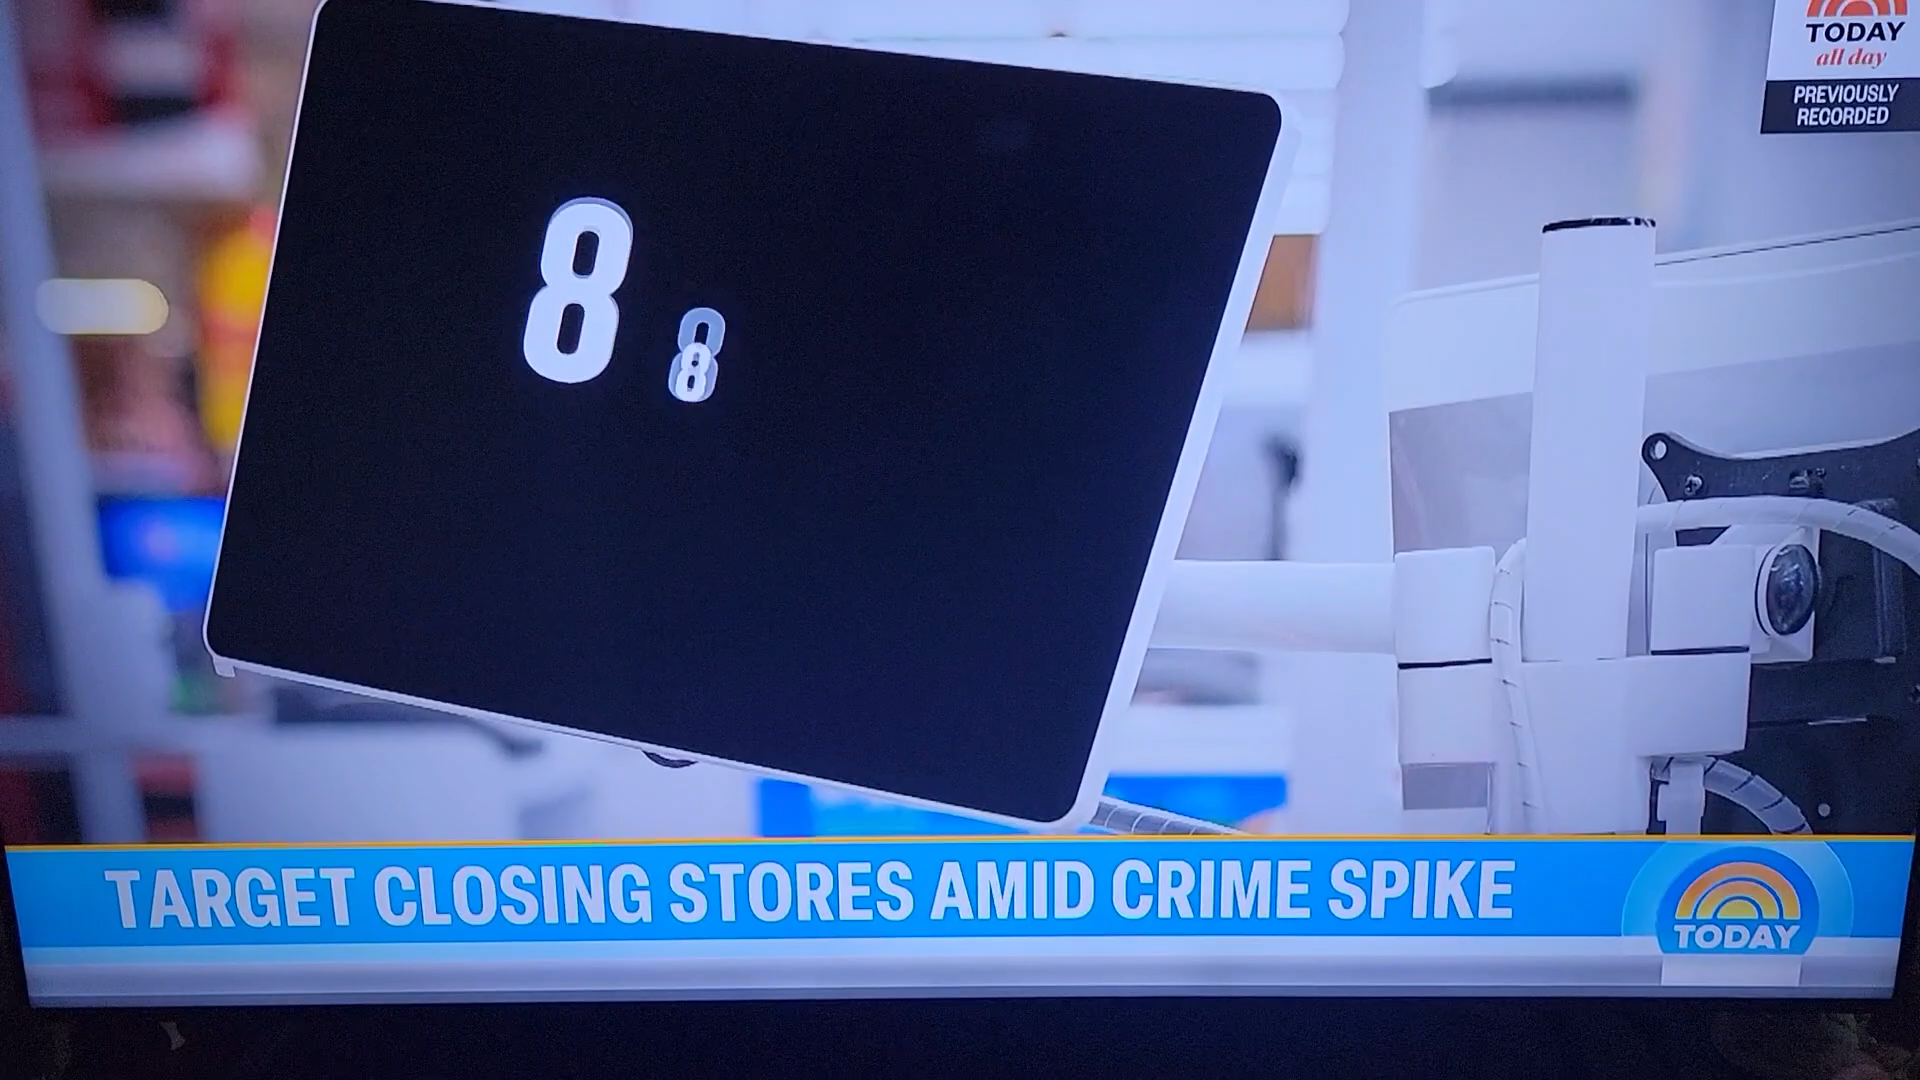 TODAY
all day
PREVIOUSLY
RECORDED
8
8
TARGET CLOSING STORES AMID CRIME SPIKE
TODAY